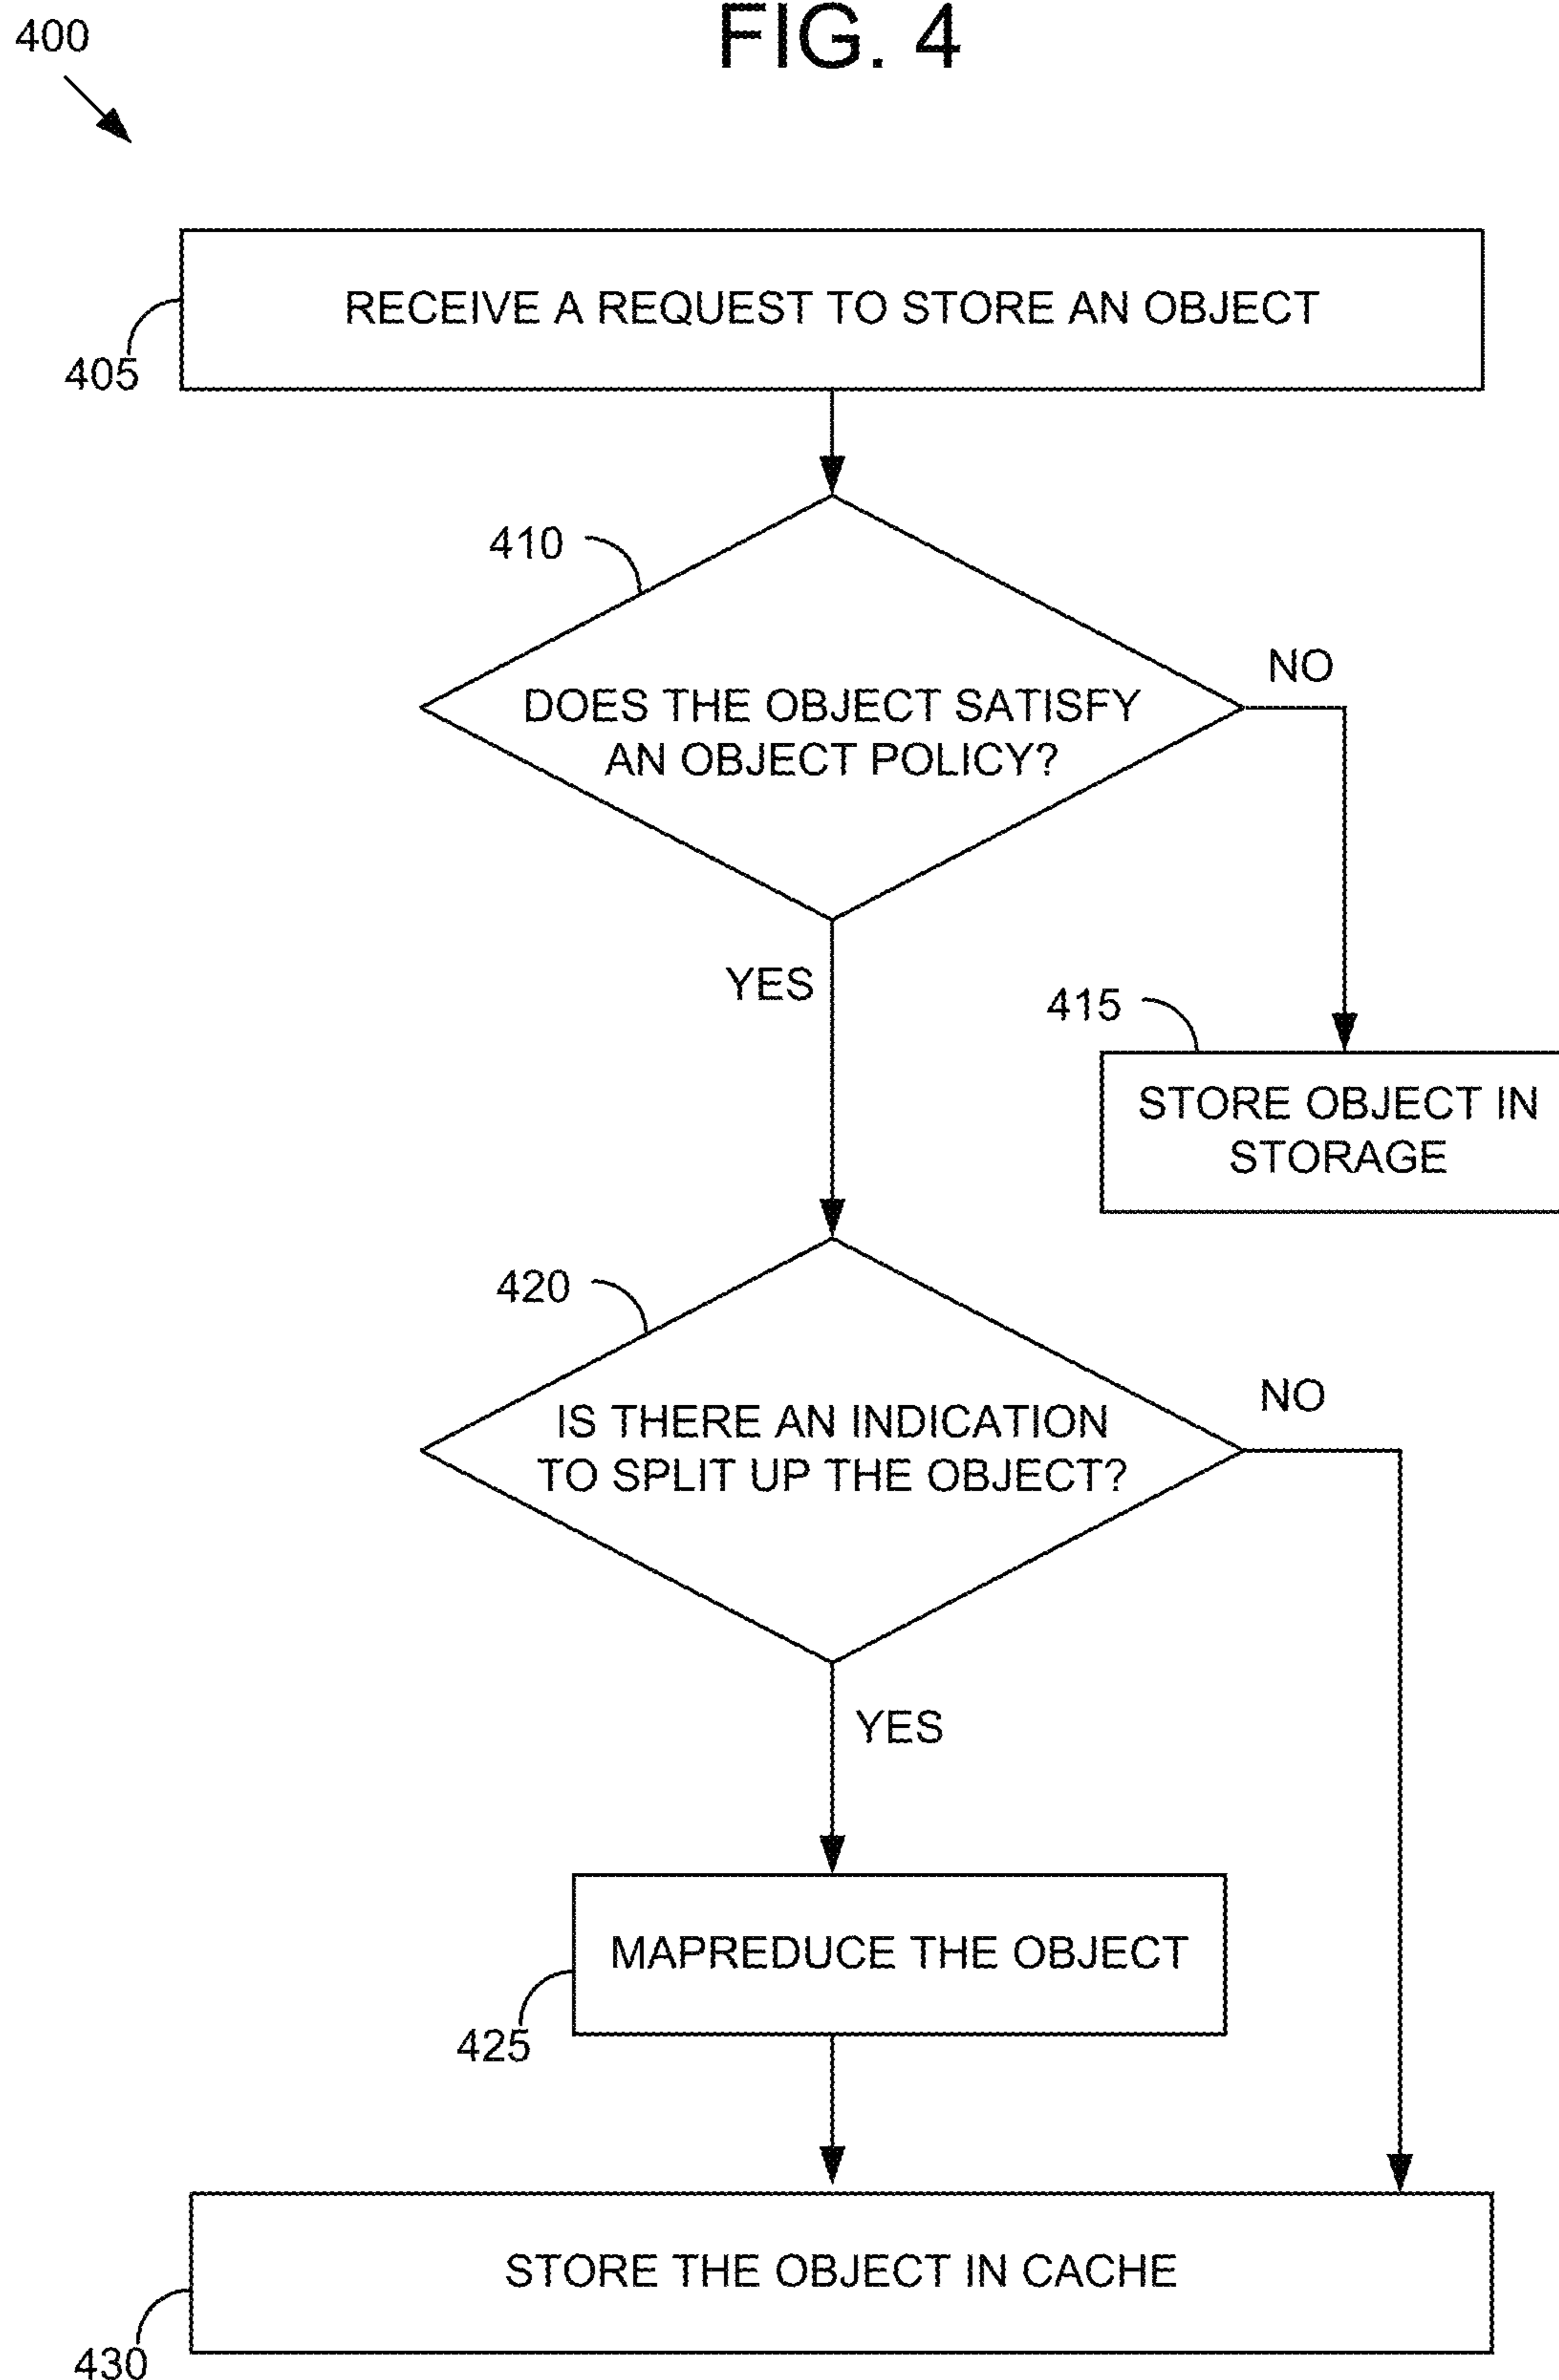 FIG. 4
400
RECEIVE A REQUEST TO STORE AN OBJECT
405
410
DOES THE OBJECT SATISFY
AN OBJECT POLICY?
NO
YES
415
STORE OBJECT IN
STORAGE
420
IS THERE AN INDICATION
TO SPLIT UP THE OBJECT?
NO
YES
MAPREDUCE THE OBJECT
425
STORE THE OBJECT IN CACHE
430